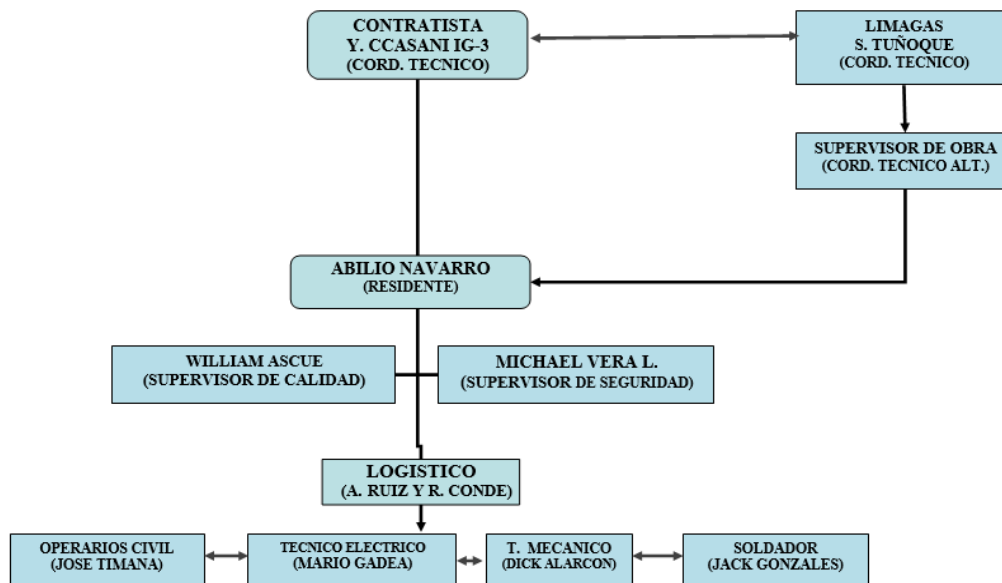 CONTRATISTA
Y. CCASANI IG-3
(CORD. TECNICO)
LIMAGAS
S. TUÑOQUE
(CORD. TECNICO)
SUPERVISOR DE OBRA
(CORD. TECNICO ALT.)
ABILIO NAVARRO
(RESIDENTE)
WILLIAM ASCUE
(SUPERVISOR DE CALIDAD)
MICHAEL VERA L.
(SUPERVISOR DE SEGURIDAD)
LOGISTICO
(A. RUIZ Y R. CONDE)
OPERARIOS CIVIL
(JOSE TIMANA)
TECNICO ELECTRICO
(MARIO GADEA)
T. MECANICO
(DICK ALARCON)
SOLDADOR
(JACK GONZALES)